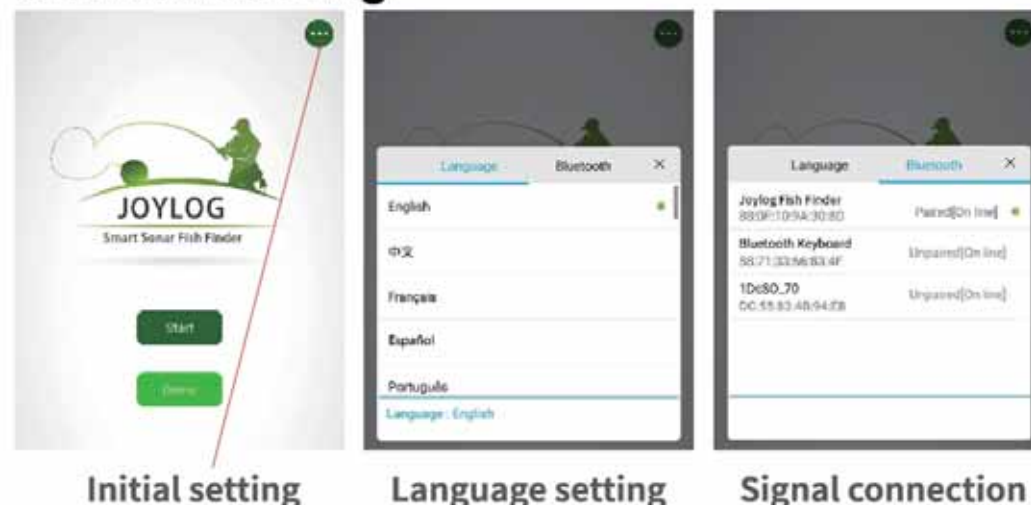 JOYLOG
Smart Sonar Fish Finder
Start
Language
Bluetooth
English
中文
Français
Español
Português
Language : English
Language
Bluetooth
Joylog Fish Finder
Paired[On line]
Bluetooth Keyboard
Unpaired[On line]
Unpaired[On line]
Initial setting
Language setting
Signal connection